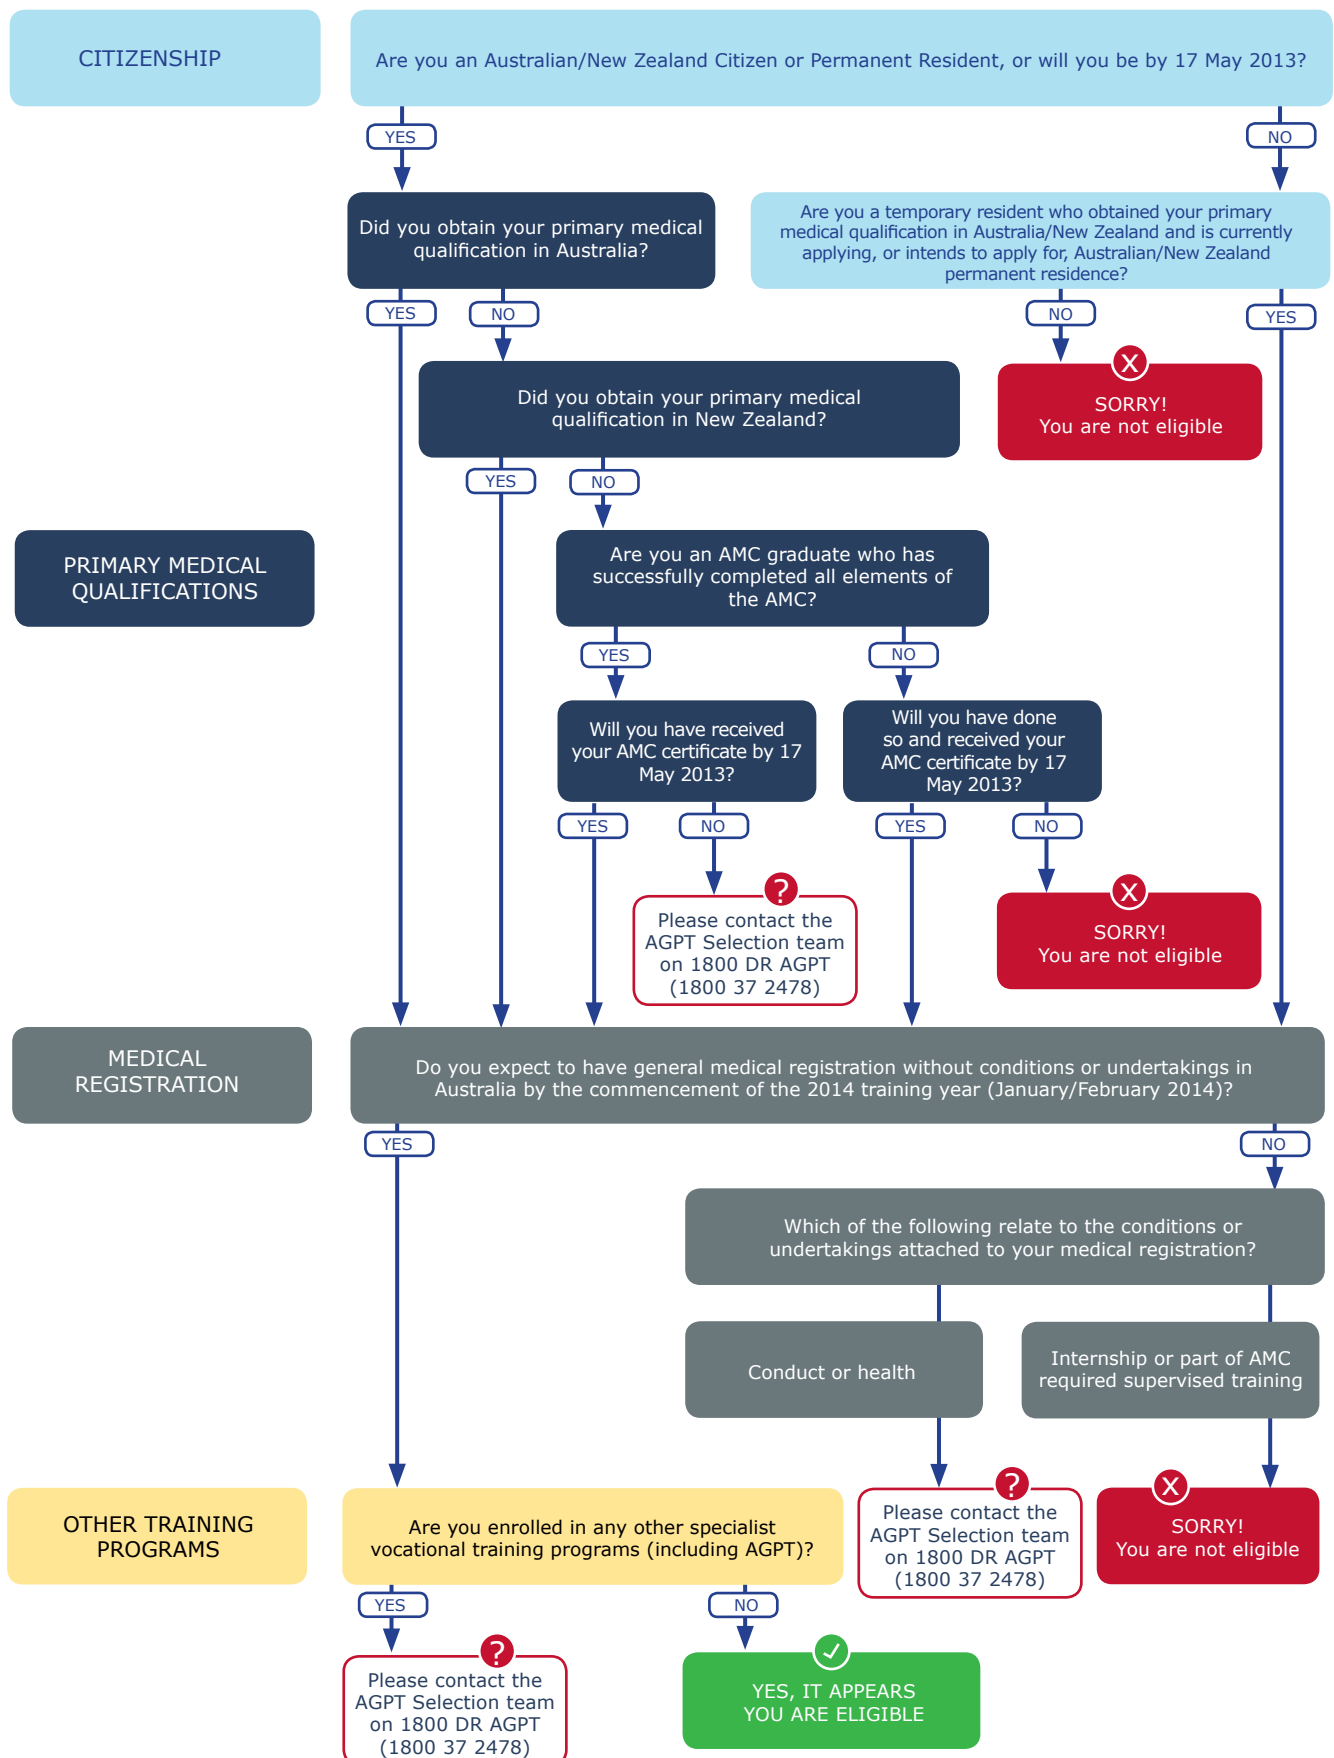 CITIZENSHIP
Are you an Australian/New Zealand Citizen or Permanent Resident, or will you be by 17 May 2013?
YES
NO
Did you obtain your primary medical
qualification in Australia?
Are you a temporary resident who obtained your primary
medical qualification in Australia/New Zealand and is currently
applying, or intends to apply for, Australian/New Zealand
permanent residence?
YES
NO
NO
YES
Did you obtain your primary medical
qualification in New Zealand?
X
SORRY!
You are not eligible
YES
NO
PRIMARY MEDICAL
QUALIFICATIONS
Are you an AMC graduate who has
successfully completed all elements of
the AMC?
YES
NO
Will you have received
your AMC certificate by 17
May 2013?
Will you have done
so and received your
AMC certificate by 17
May 2013?
YES
NO
YES
NO
?
Please contact the
AGPT Selection team
on 1800 DR AGPT
(1800 37 2478)
X
SORRY!
You are not eligible
MEDICAL
REGISTRATION
Do you expect to have general medical registration without conditions or undertakings in
Australia by the commencement of the 2014 training year (January/February 2014)?
YES
NO
Which of the following relate to the conditions or
undertakings attached to your medical registration?
Conduct or health
Internship or part of AMC
required supervised training
OTHER TRAINING
PROGRAMS
Are you enrolled in any other specialist
vocational training programs (including AGPT)?
?
Please contact the
AGPT Selection team
on 1800 DR AGPT
(1800 37 2478)
X
SORRY!
You are not eligible
YES
NO
?
Please contact the
AGPT Selection team
on 1800 DR AGPT
(1800 37 2478)
YES, IT APPEARS
YOU ARE ELIGIBLE